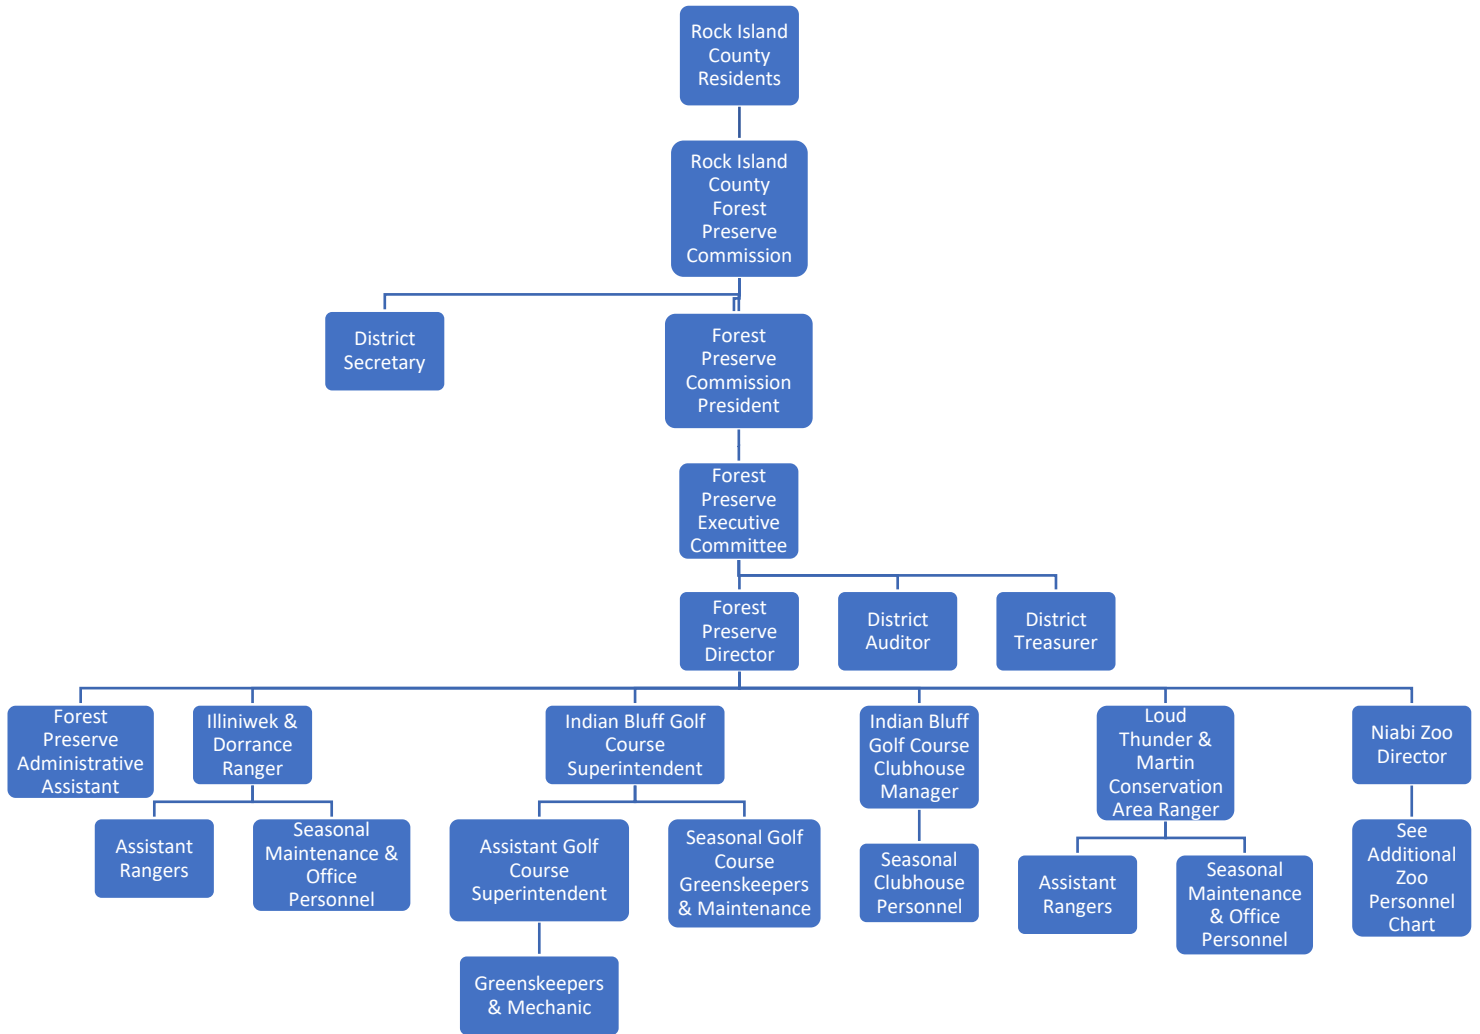 Rock Island
County
Residents
Rock Island
County
Forest
Preserve
Commission
District
Secretary
Forest
Preserve
Commission
President
Forest
Preserve
Executive
Committee
Forest
Preserve
Director
District
Auditor
District
Treasurer
Forest
Preserve
Administrative
Assistant
Illiniwek &
Dorrance
Ranger
Indian Bluff Golf
Course
Superintendent
Indian Bluff
Golf Course
Clubhouse
Manager
Loud
Thunder &
Martin
Conservation
Area Ranger
Niabi Zoo
Director
Assistant
Rangers
Seasonal
Maintenance &
Office
Personnel
Assistant Golf
Course
Superintendent
Seasonal Golf
Course
Greenskeepers
& Maintenance
Seasonal
Clubhouse
Personnel
Assistant
Rangers
Seasonal
Maintenance
& Office
Personnel
See
Additional
Zoo
Personnel
Chart
Greenskeepers
& Mechanic